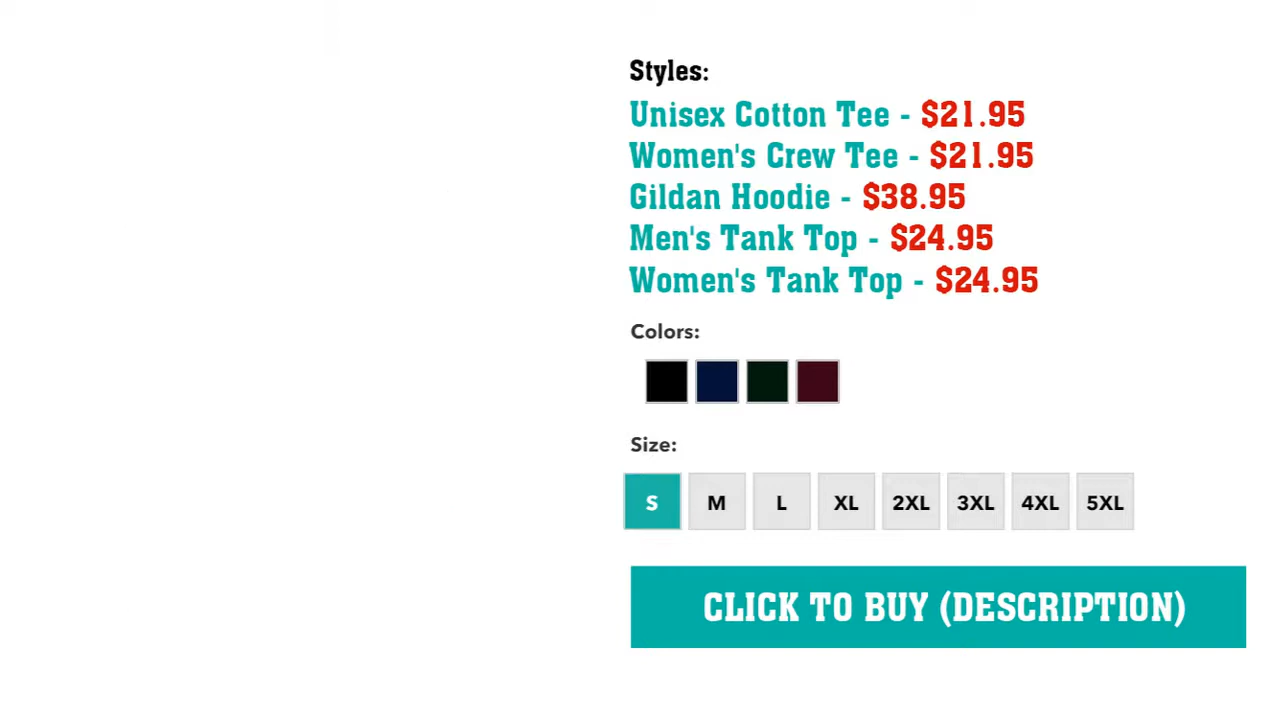 Styles:
Unisex Cotton Tee - $21.95
Women's Crew Tee - $21.95
Gildan Hoodie - $38.95
Men's Tank Top - $24.95
Women's Tank Top - $24.95
Colors:
Size:
S M L XL 2XL 3XL 4XL 5XL
CLICK TO BUY (DESCRIPTION)